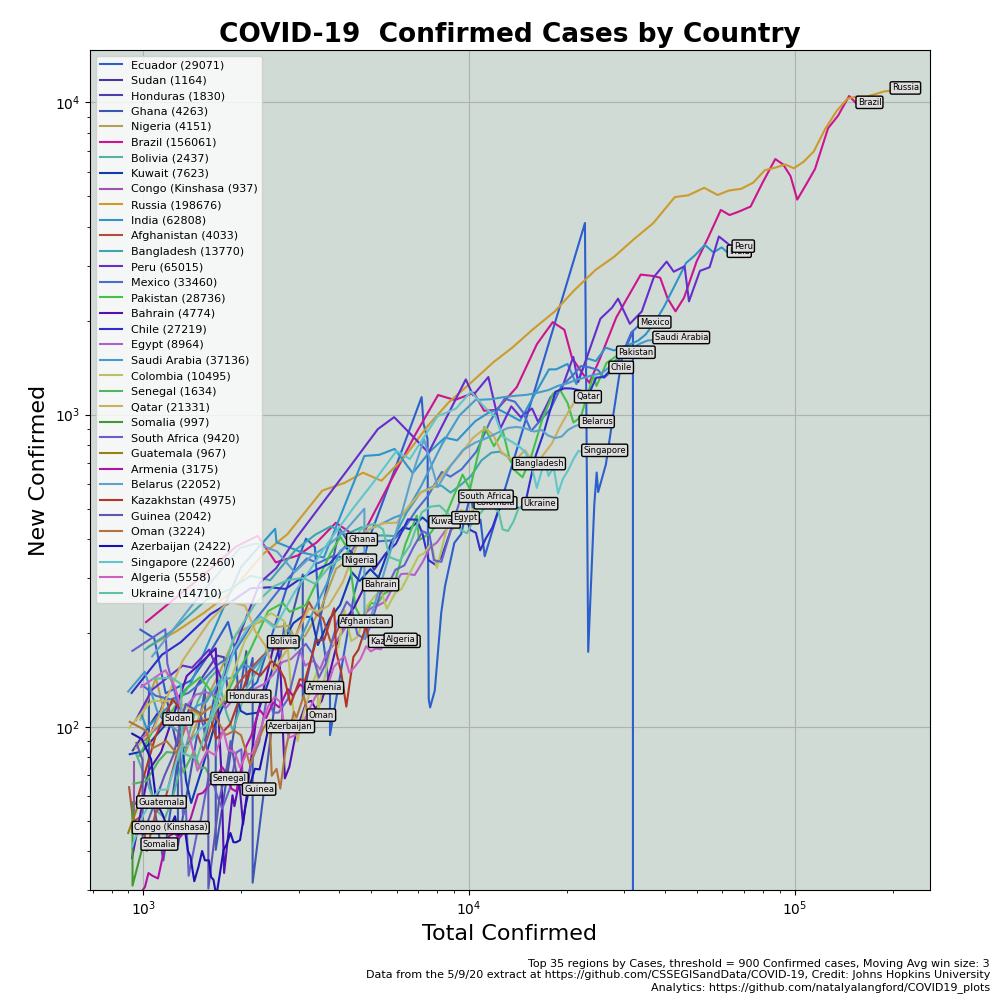 COVID-19  Confirmed Cases by Country
Ecuador (29071)
Sudan (1164)
Honduras (1830)
Ghana (4263)
Nigeria (4151)
Brazil (156061)
Bolivia (2437)
Kuwait (7623)
Congo (Kinshasa (937)
Russia (198676)
India (62808)
Afghanistan (4033)
Bangladesh (13770)
Peru (65015)
Mexico (33460)
Pakistan (28736)
Bahrain (4774)
Chile (27219)
Egypt (8964)
Saudi Arabia (37136)
Colombia (10495)
Senegal (1634)
Qatar (21331)
Somalia (997)
South Africa (9420)
Guatemala (967)
Armenia (3175)
Belarus (22052)
Kazakhstan (4975)
Guinea (2042)
Oman (3224)
Azerbaijan (2422)
Singapore (22460)
Algeria (5558)
Ukraine (14710)
Russia
Brazil
Peru
Mexico
Saudi Arabia
Pakistan
Chile
Qatar
Belarus
Singapore
Bangladesh
South Africa
Ukraine
Egypt
Ghana
Nigeria
Bahrain
Afghanistan
Bolivia
Algeria
Armenia
Honduras
Oman
Sudan
Azerbaijan
Senegal
Guinea
Guatemala
Congo (Kinshasa)
Somalia
10⁴
10³
10²
New Confirmed
10³ 10⁴ 10⁵
Total Confirmed
Top 35 regions by Cases, threshold = 900 Confirmed cases, Moving Avg win size: 3
Data from the 5/9/20 extract at https://github.com/CSSEGISandData/COVID-19, Credit: Johns Hopkins University
Analytics: https://github.com/natalyalangford/COVID19_plots